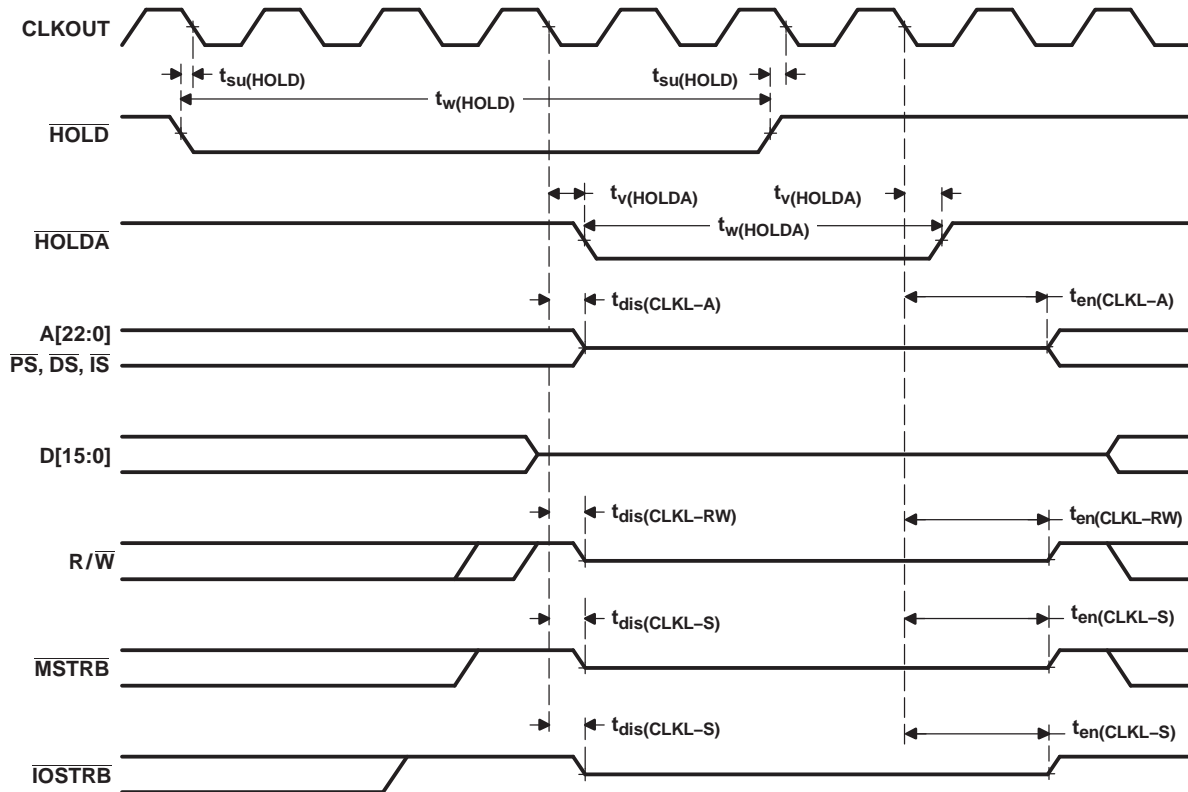 CLKOUT
tsu(HOLD)
tsu(HOLD)
tw(HOLD)
HOLD
tv(HOLDA)
tv(HOLDA)
tw(HOLDA)
HOLDA
tdis(CLKL–A)
ten(CLKL–A)
A[22:0]
PS, DS, IS
D[15:0]
tdis(CLKL–RW)
ten(CLKL–RW)
R/W
tdis(CLKL–S)
ten(CLKL–S)
MSTRB
tdis(CLKL–S)
ten(CLKL–S)
IOSTRB